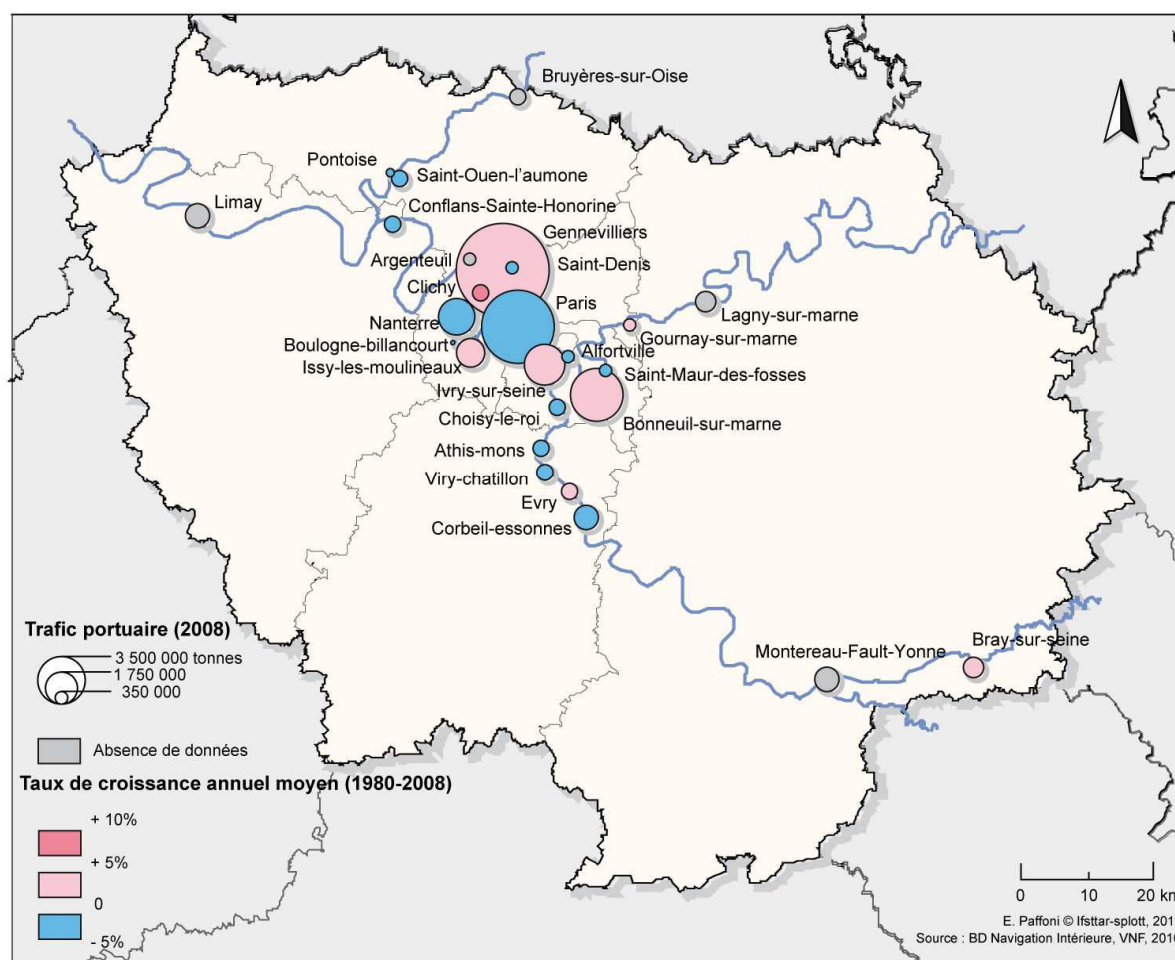 Bruyères-sur-Oise
Pontoise
Saint-Ouen-l'aumone
Limay
Conflans-Sainte-Honorine
Gennevilliers
Argenteuil
Saint-Denis
Clichy
Paris
Nanterre
Lagny-sur-marne
Gournay-sur-marne
Boulogne-billancourt
Alfortville
Issy-les-moulineaux
Saint-Maur-des-fosses
Ivry-sur-seine
Choisy-le-roi
Bonneuil-sur-marne
Athis-mons
Viry-chatillon
Evry
Corbeil-essonnes
Montereau-Fault-Yonne
Bray-sur-seine
Trafic portuaire (2008)
3 500 000 tonnes
1 750 000
350 000
Absence de données
Taux de croissance annuel moyen (1980-2008)
+ 10%
+ 5%
0
- 5%
0 10 20 km
E. Paffoni © Ifsttar-splott, 201
Source : BD Navigation Intérieure, VNF, 2010